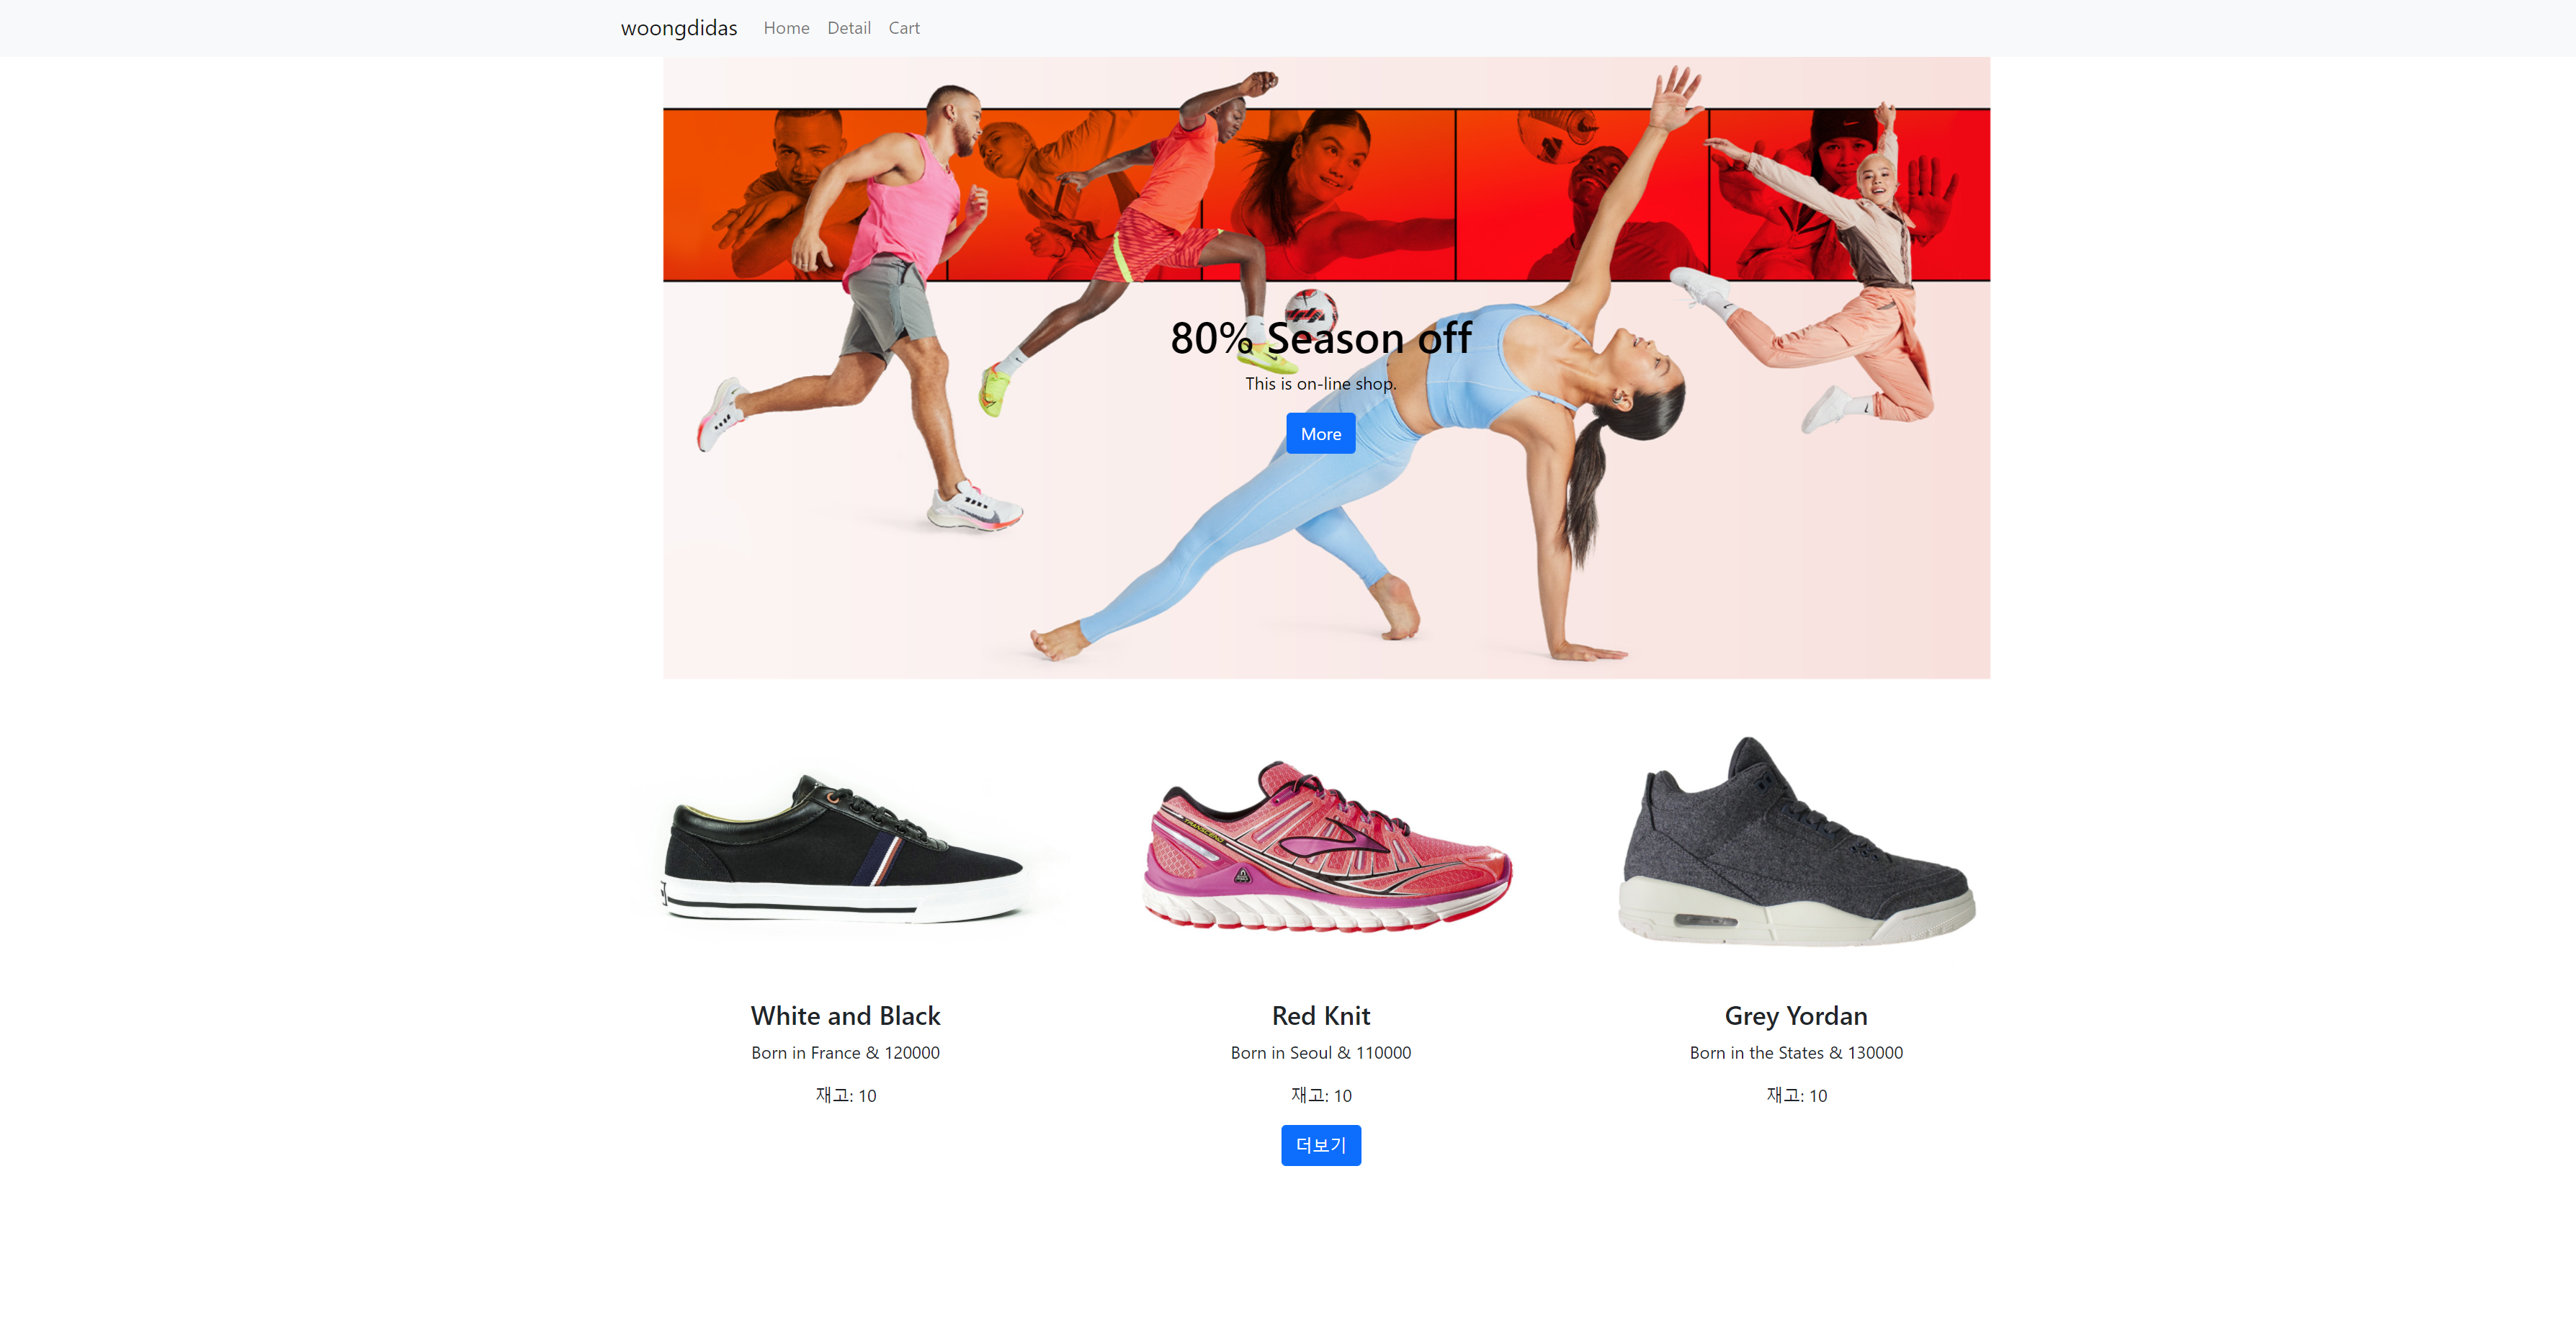 woongdidas Home Detail Cart
80% Season off
This is on-line shop.
More
TRANSCEND
White and Black
Red Knit
Grey Yordan
Born in France & 120000
Born in Seoul & 110000
Born in the States & 130000
재고: 10
재고: 10
재고: 10
더보기